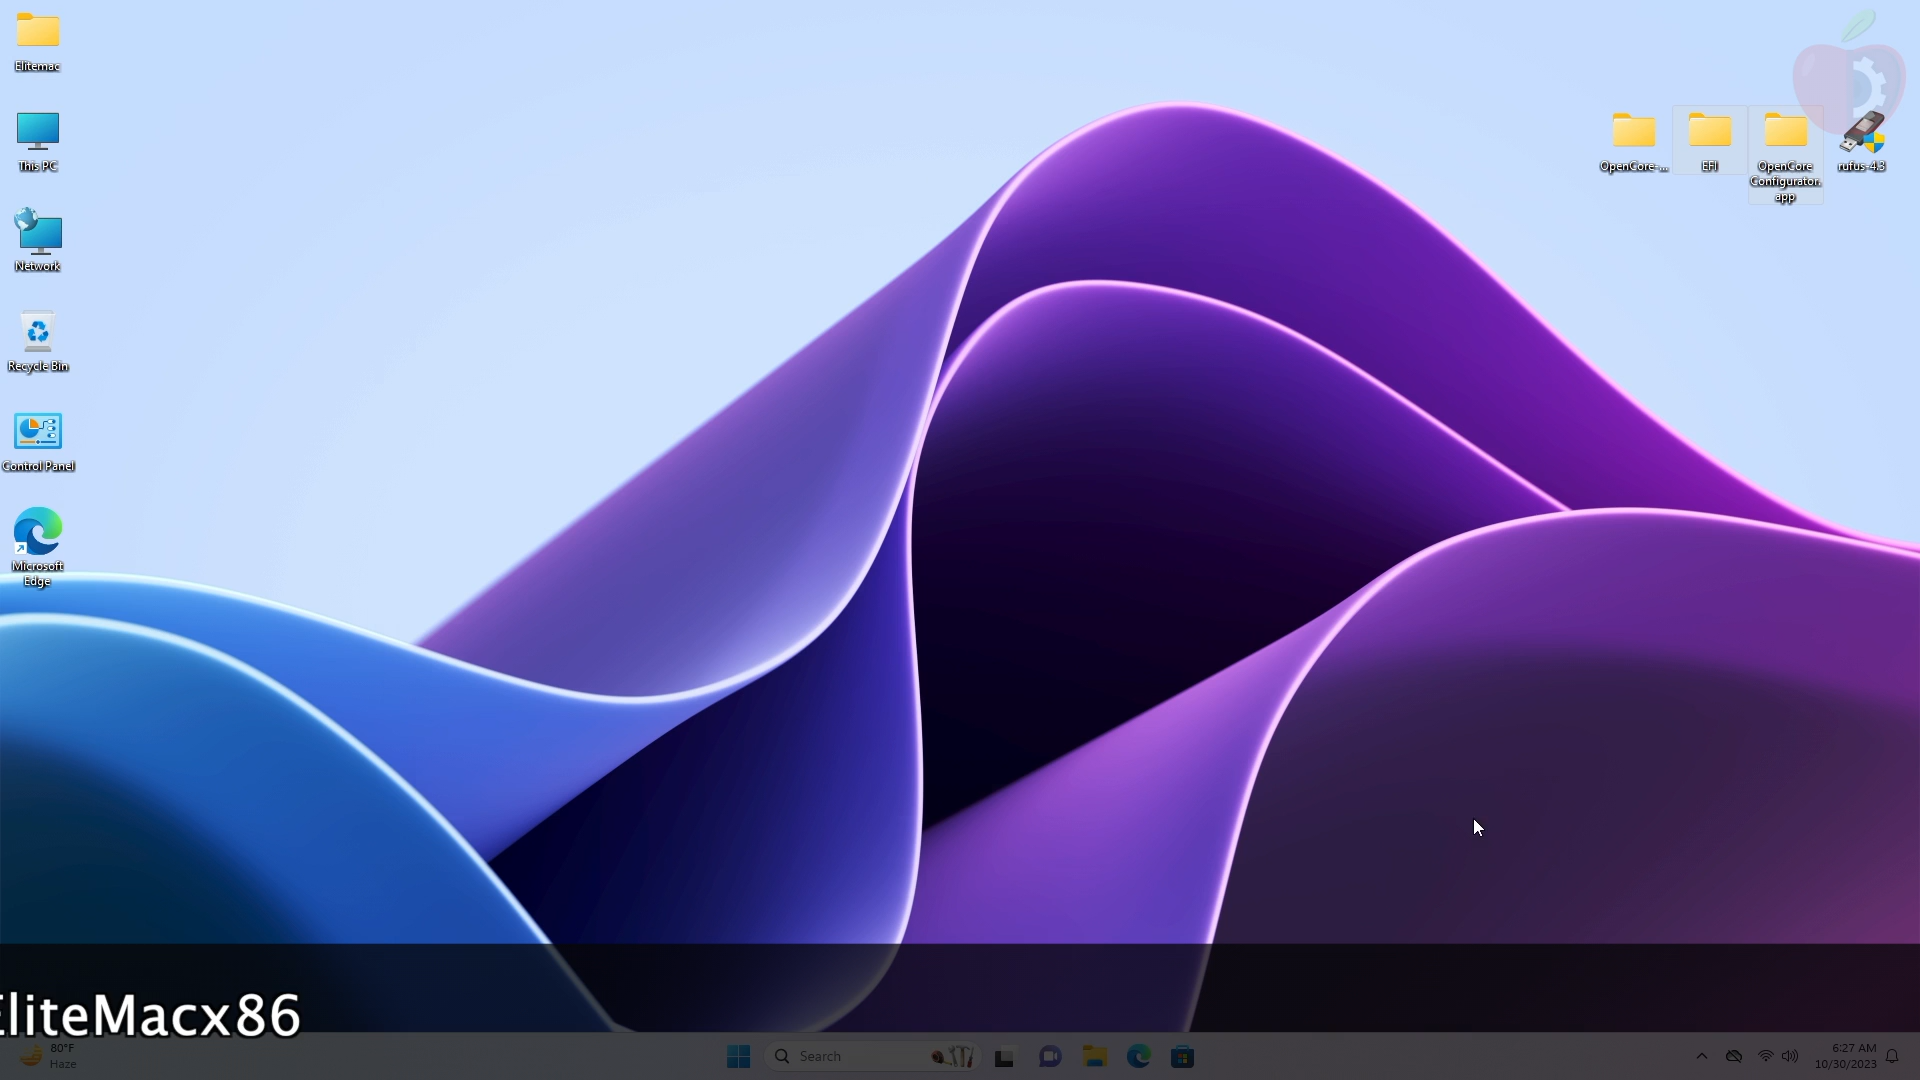 Elitemac
This PC
Network
Recycle Bin
Control Panel
Microsoft
Edge
OpenCore-...
EFI
OpenCore
Configurator.
app
rufus-4.3
EliteMacx86
80°F
Haze
Search
6:27 AM
10/30/2023